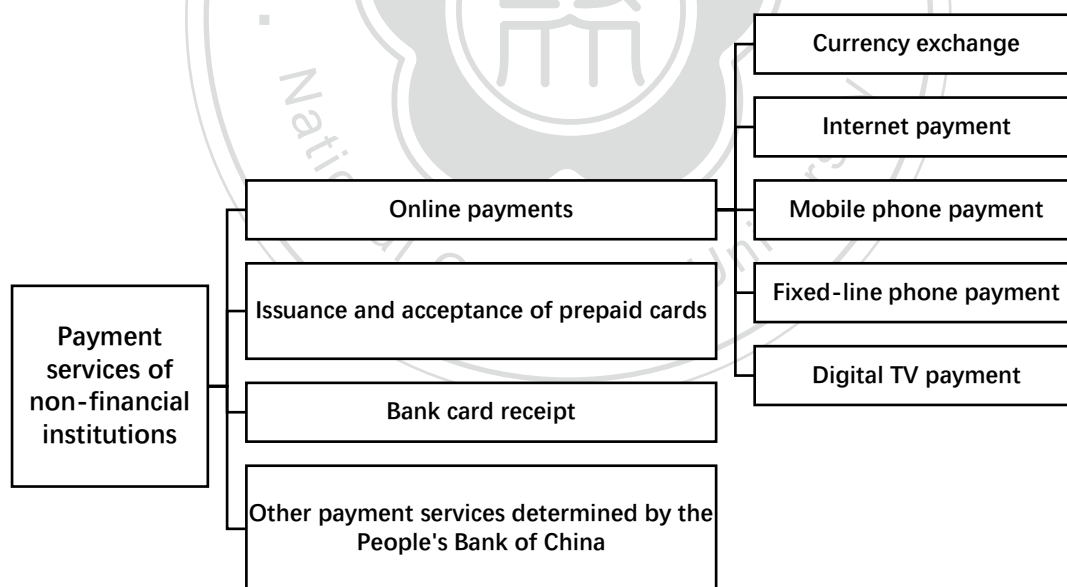 Payment
services of
non-financial
institutions
Online payments
Issuance and acceptance of prepaid cards
Bank card receipt
Other payment services determined by the
People's Bank of China
Currency exchange
Internet payment
Mobile phone payment
Fixed-line phone payment
Digital TV payment